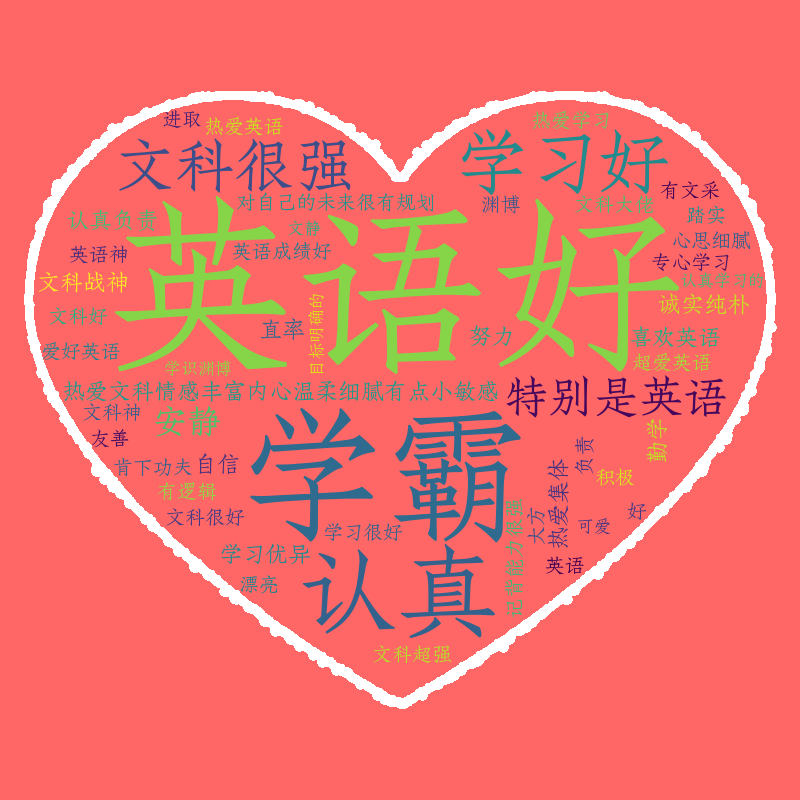 进取
热爱英语
热爱学习
文科很强
学习好
有文采
对自己的未来很有规划
渊博
文科大佬
认真负责
文静
踏实
英语神
英语成绩好
心思细腻
专心学习
英语好
文科战神
认真学习的
目标明确的
诚实纯朴
文科好
直率
努力
喜欢英语
爱好英语
学识渊博
超爱英语
热爱文科情感丰富内心温柔细腻有点小敏感
特别是英语
文科神
安静
友善
学霸
勤学
负责
肯下功夫
自信
热爱集体
积极
有逻辑
记背能力很强
大方
文科很好
学习很好
可爱
好
学习优异
认真
英语
漂亮
文科超强